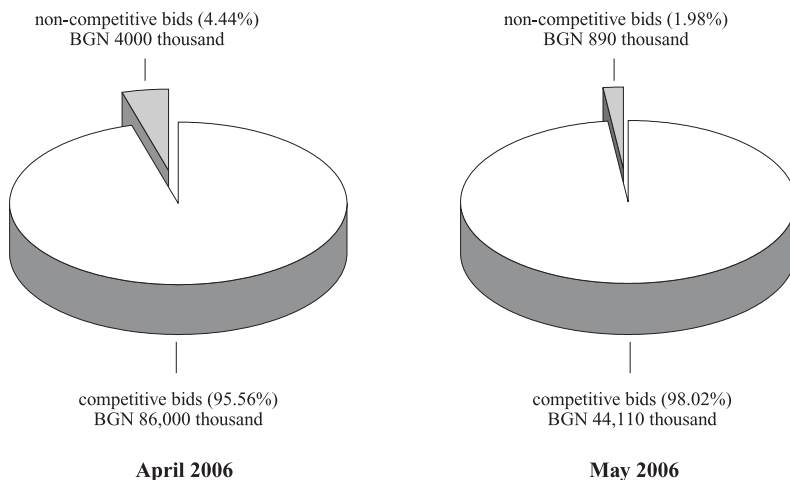 non-competitive bids (4.44%)
BGN 4000 thousand
competitive bids (95.56%)
BGN 86,000 thousand
April 2006
non-competitive bids (1.98%)
BGN 890 thousand
competitive bids (98.02%)
BGN 44,110 thousand
May 2006